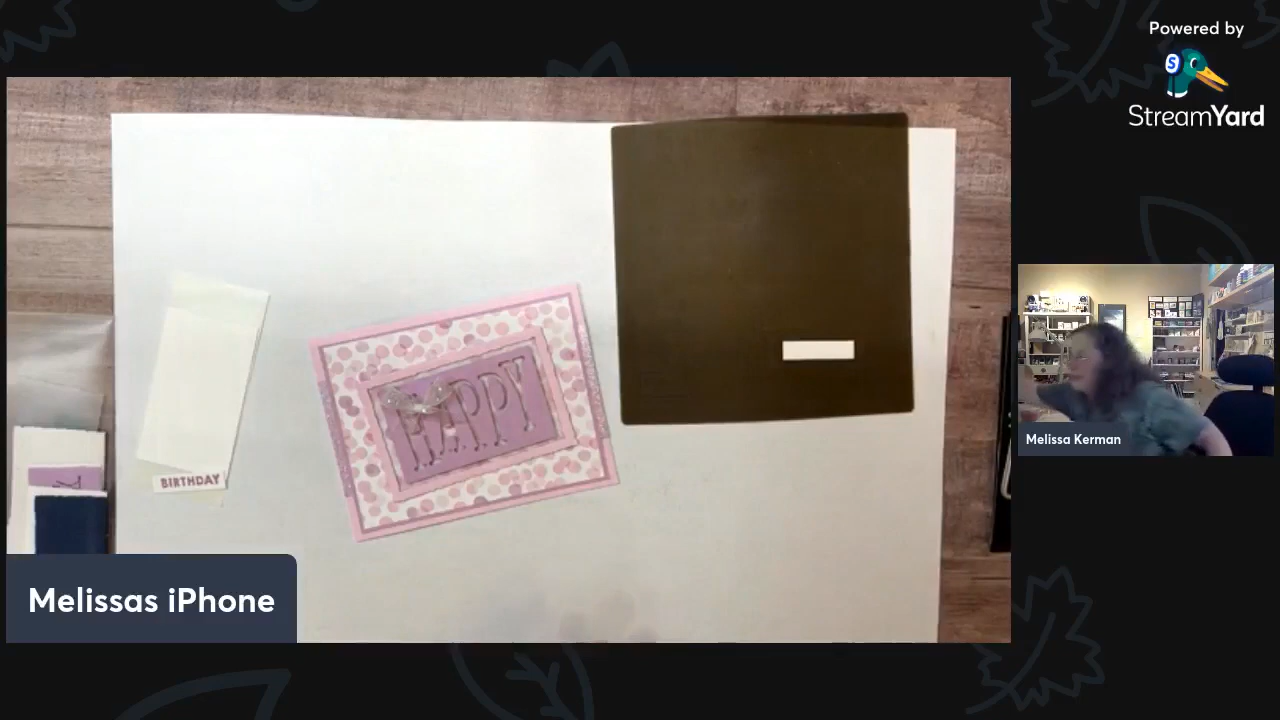 Powered by
S
StreamYard
HAPPY
BIRTHDAY
Melissa Kerman
Melissas iPhone